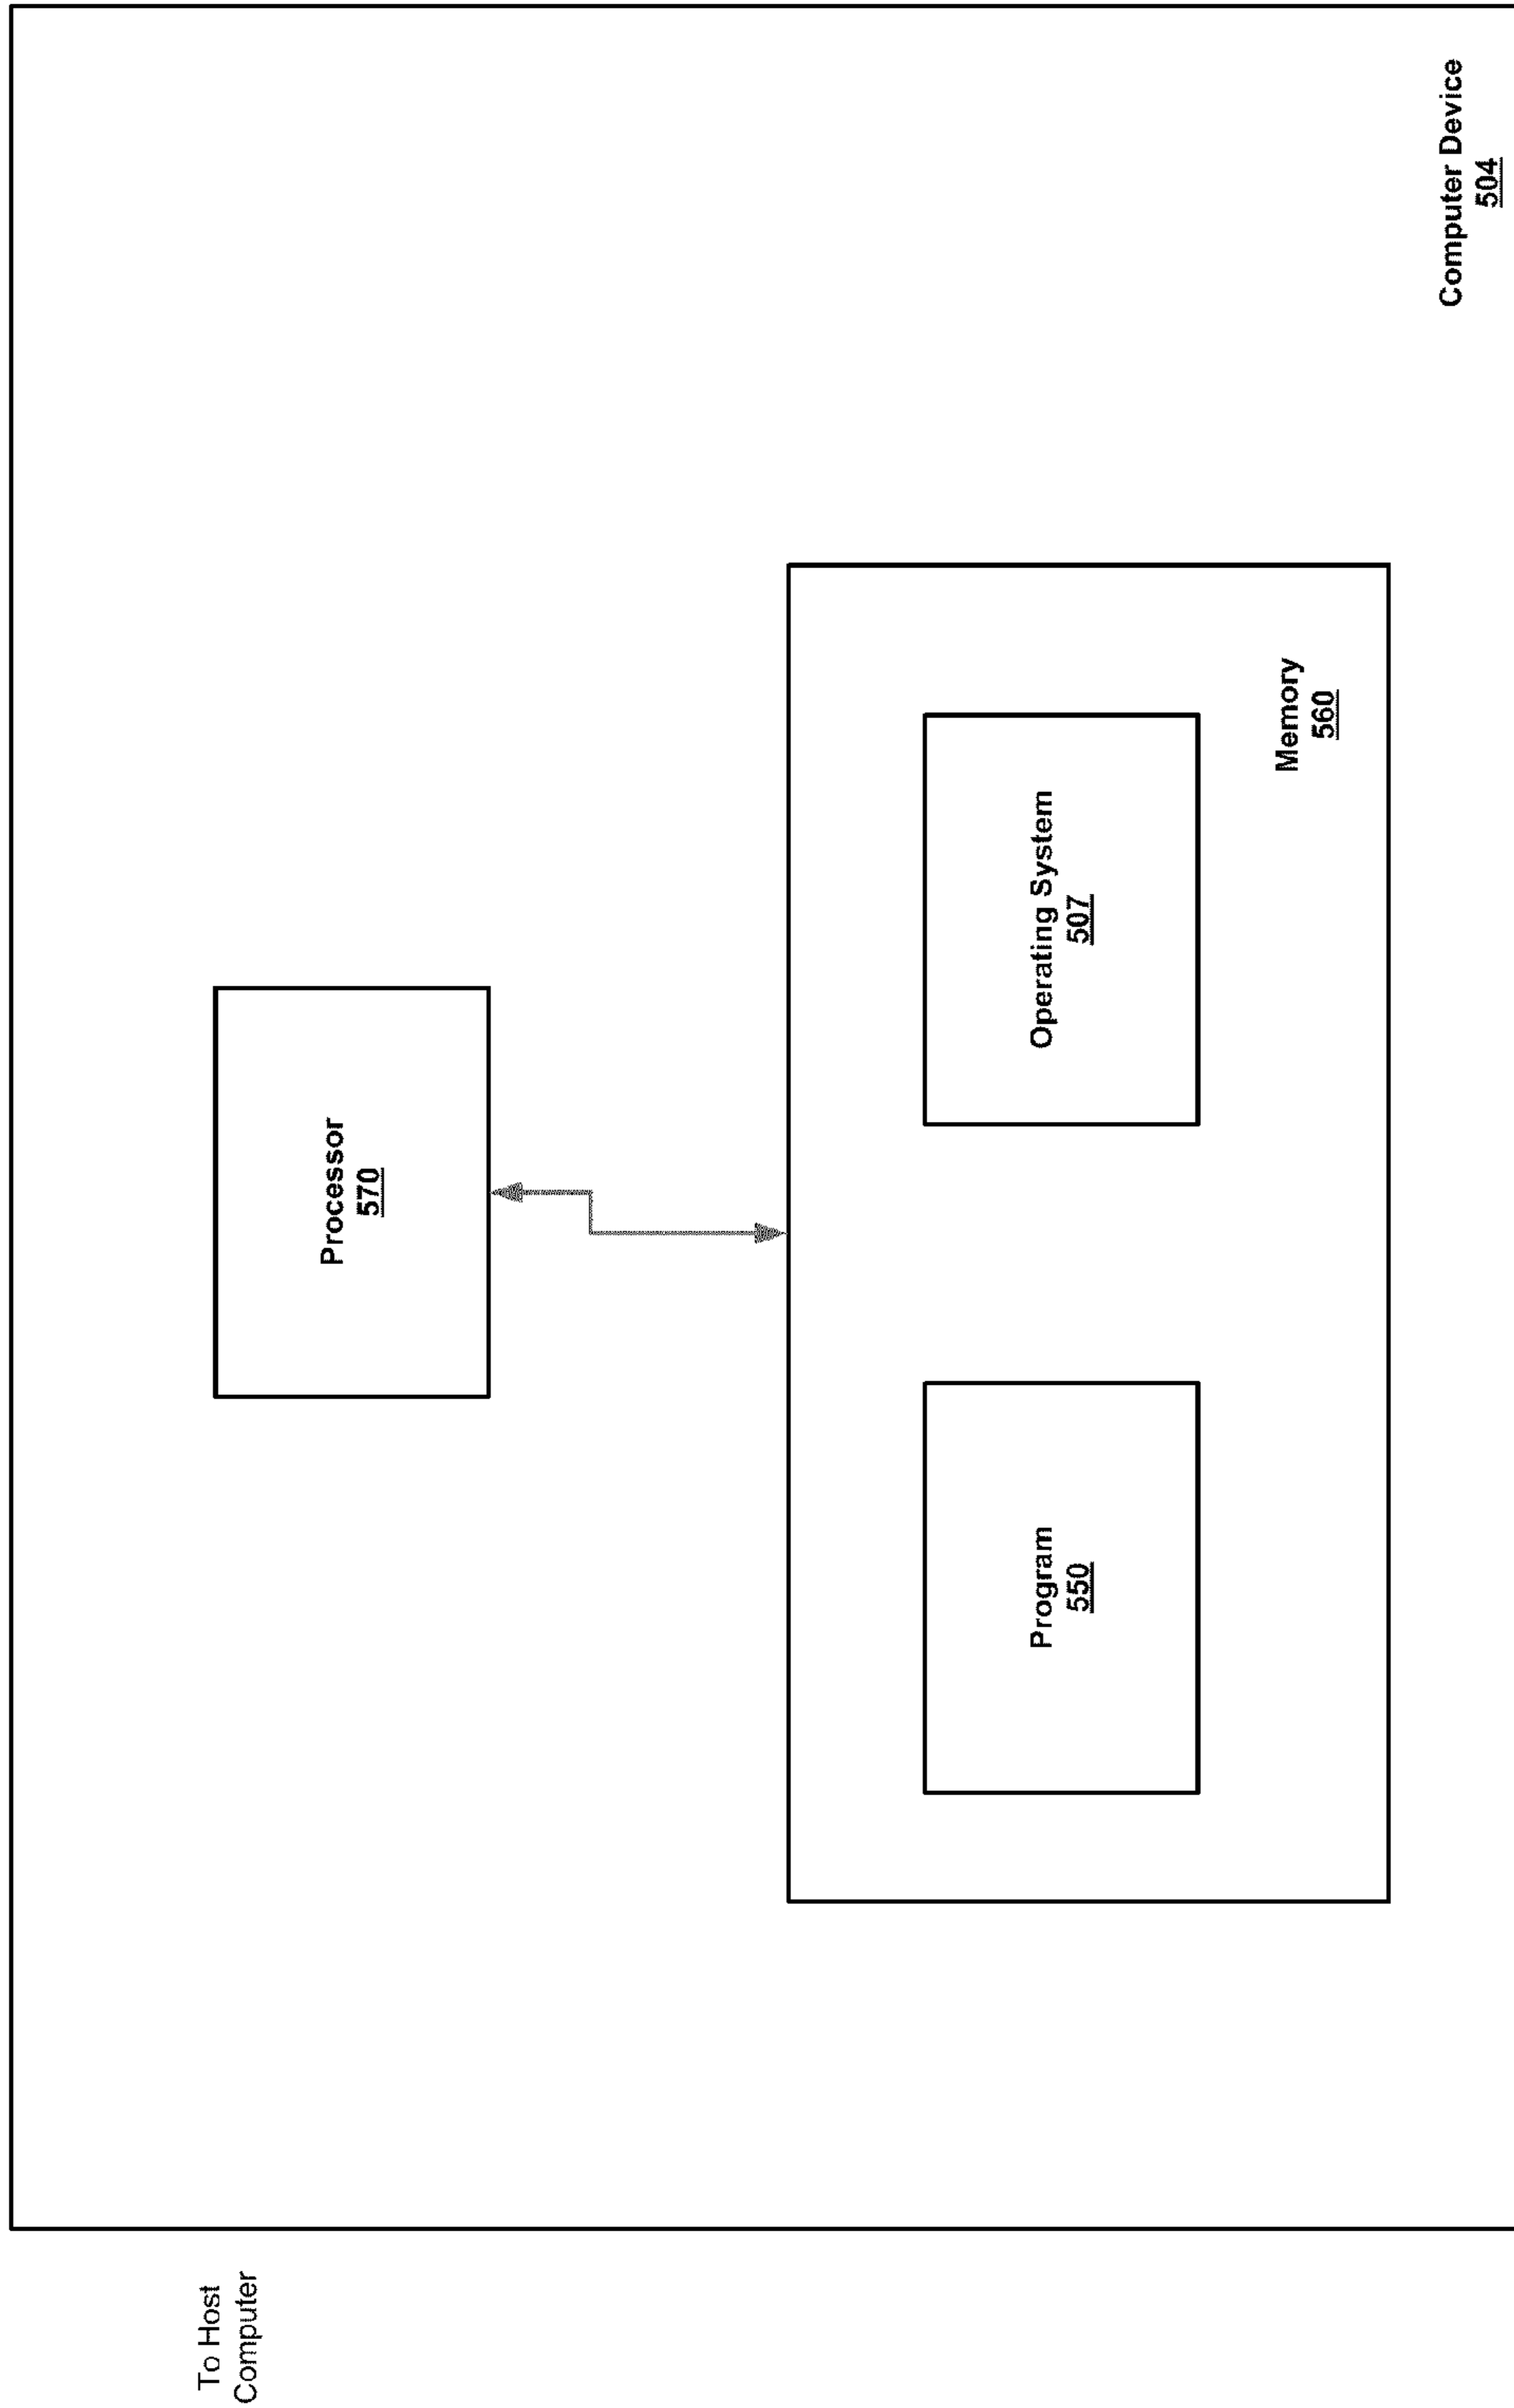 To Host
Computer
Processor
570
Program
550
Operating System
507
Memory
560
Computer Device
504